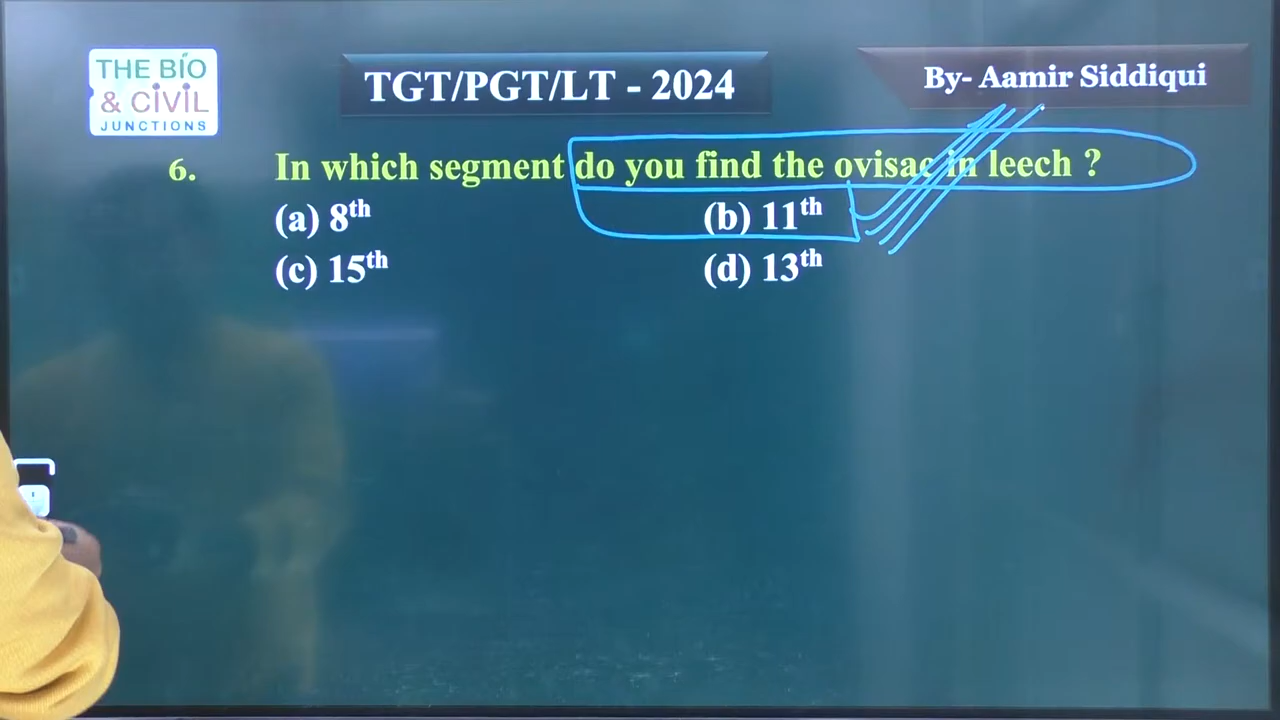 THE BIO
& CIVIL
JUNCTIONS
TGT/PGT/LT - 2024
By- Aamir Siddiqui
6. In which segment do you find the ovisac in leech ?
(a) 8th (b) 11th
(c) 15th (d) 13th